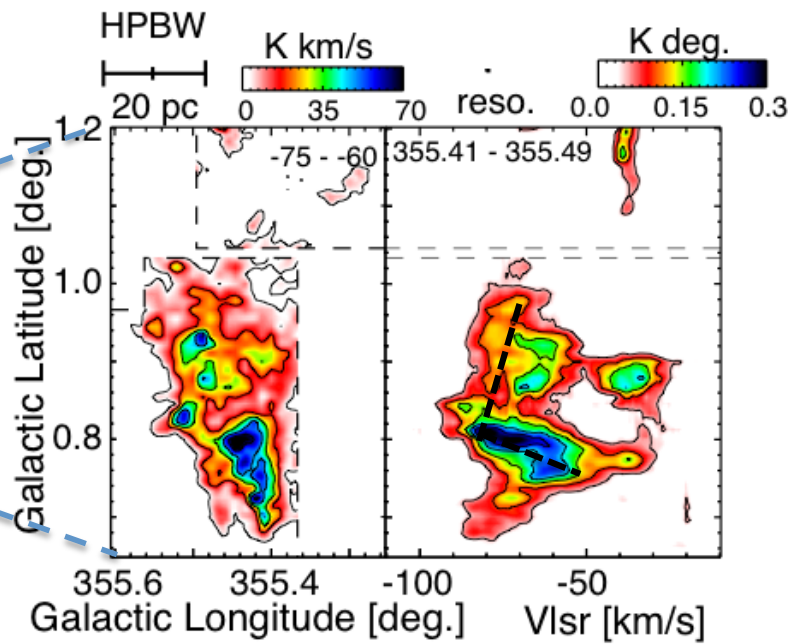 HPBW
20 pc
K km/s
0 35 70
reso.
K deg.
0.0 0.15 0.3
-75 - -60
355.41 - 355.49
Galactic Latitude [deg.]
1.2
1.0
0.8
355.6 355.4
-100 -50
Galactic Longitude [deg.]
Vlsr [km/s]